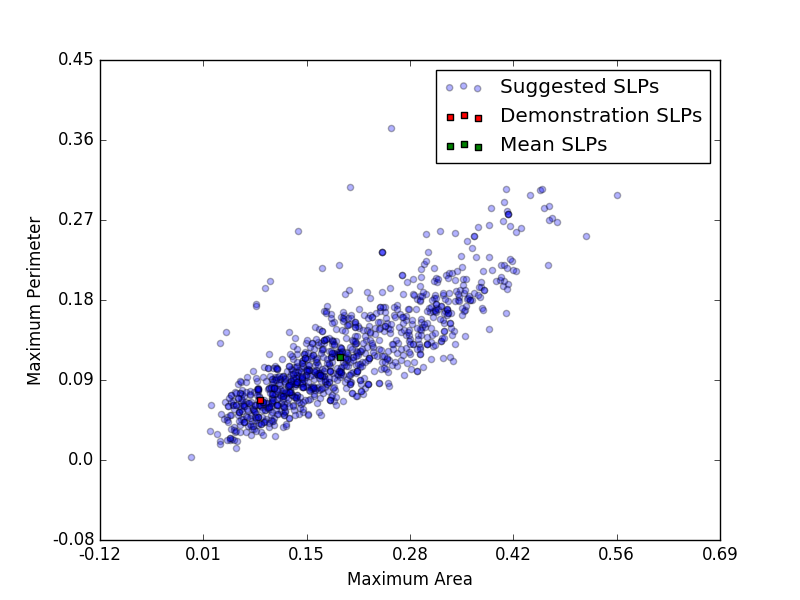 0.45
Suggested SLPs
Demonstration SLPs
Mean SLPs
0.36
0.27
0.18
0.09
0.0
-0.08
Maximum Perimeter
-0.12 0.01 0.15 0.28 0.42 0.56 0.69
Maximum Area